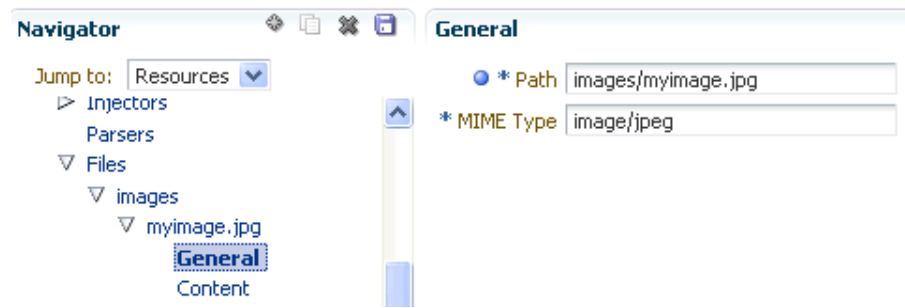 Navigator
Jump to: Resources
Injectors
Parsers
Files
images
myimage.jpg
General
Content
General
* Path images/myimage.jpg
* MIME Type image/jpeg